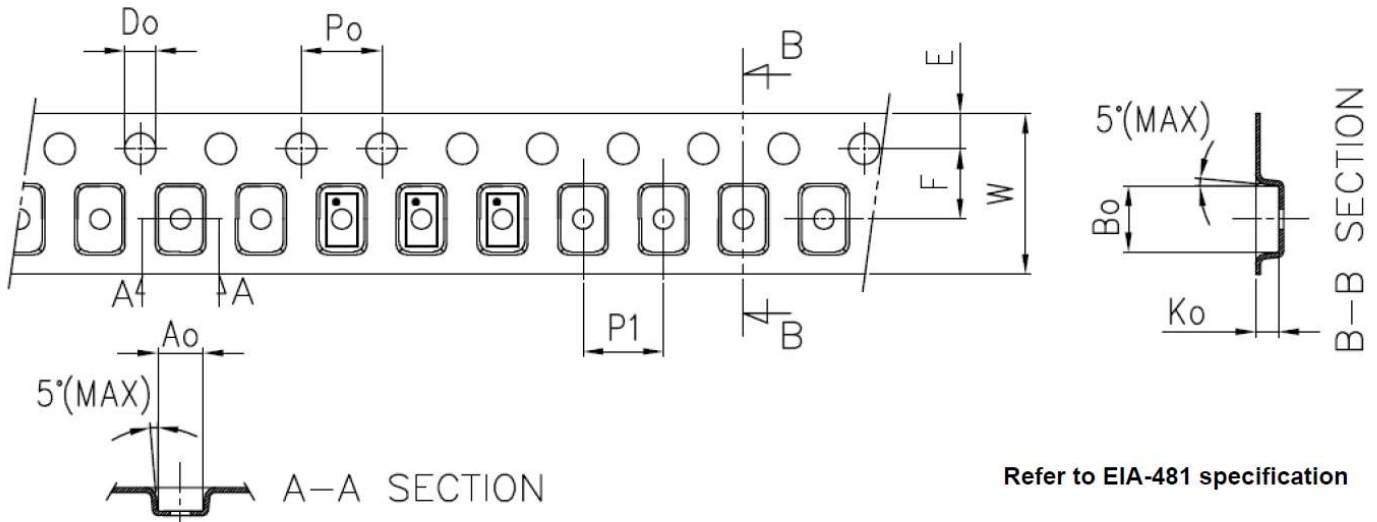 Do
Po
B
E
5°(MAX)
F
W
Bo
B-B SECTION
A
A
P1
B
Ko
Ao
5°(MAX)
A-A SECTION
Refer to EIA-481 specification